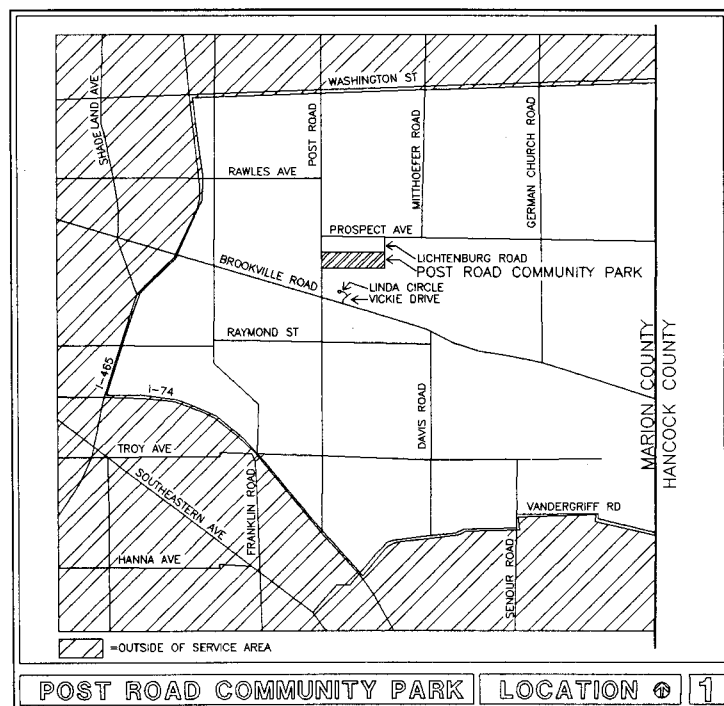 WASHINGTON ST
SHADELAND AVE
POST ROAD
MITTHOEFER ROAD
GERMAN CHURCH ROAD
RAWLES AVE
PROSPECT AVE
LICHTENBURG ROAD
POST ROAD COMMUNITY PARK
BROOKVILLE ROAD
LINDA CIRCLE
VICKIE DRIVE
RAYMOND ST
I-465
I-74
DAVIS ROAD
MARION COUNTY
HANCOCK COUNTY
TROY AVE
SOUTHEASTERN AVE
FRANKLIN ROAD
VANDERGRIFF RD
HANNA AVE
SENOUR ROAD
=OUTSIDE OF SERVICE AREA
POST ROAD COMMUNITY PARK LOCATION 1